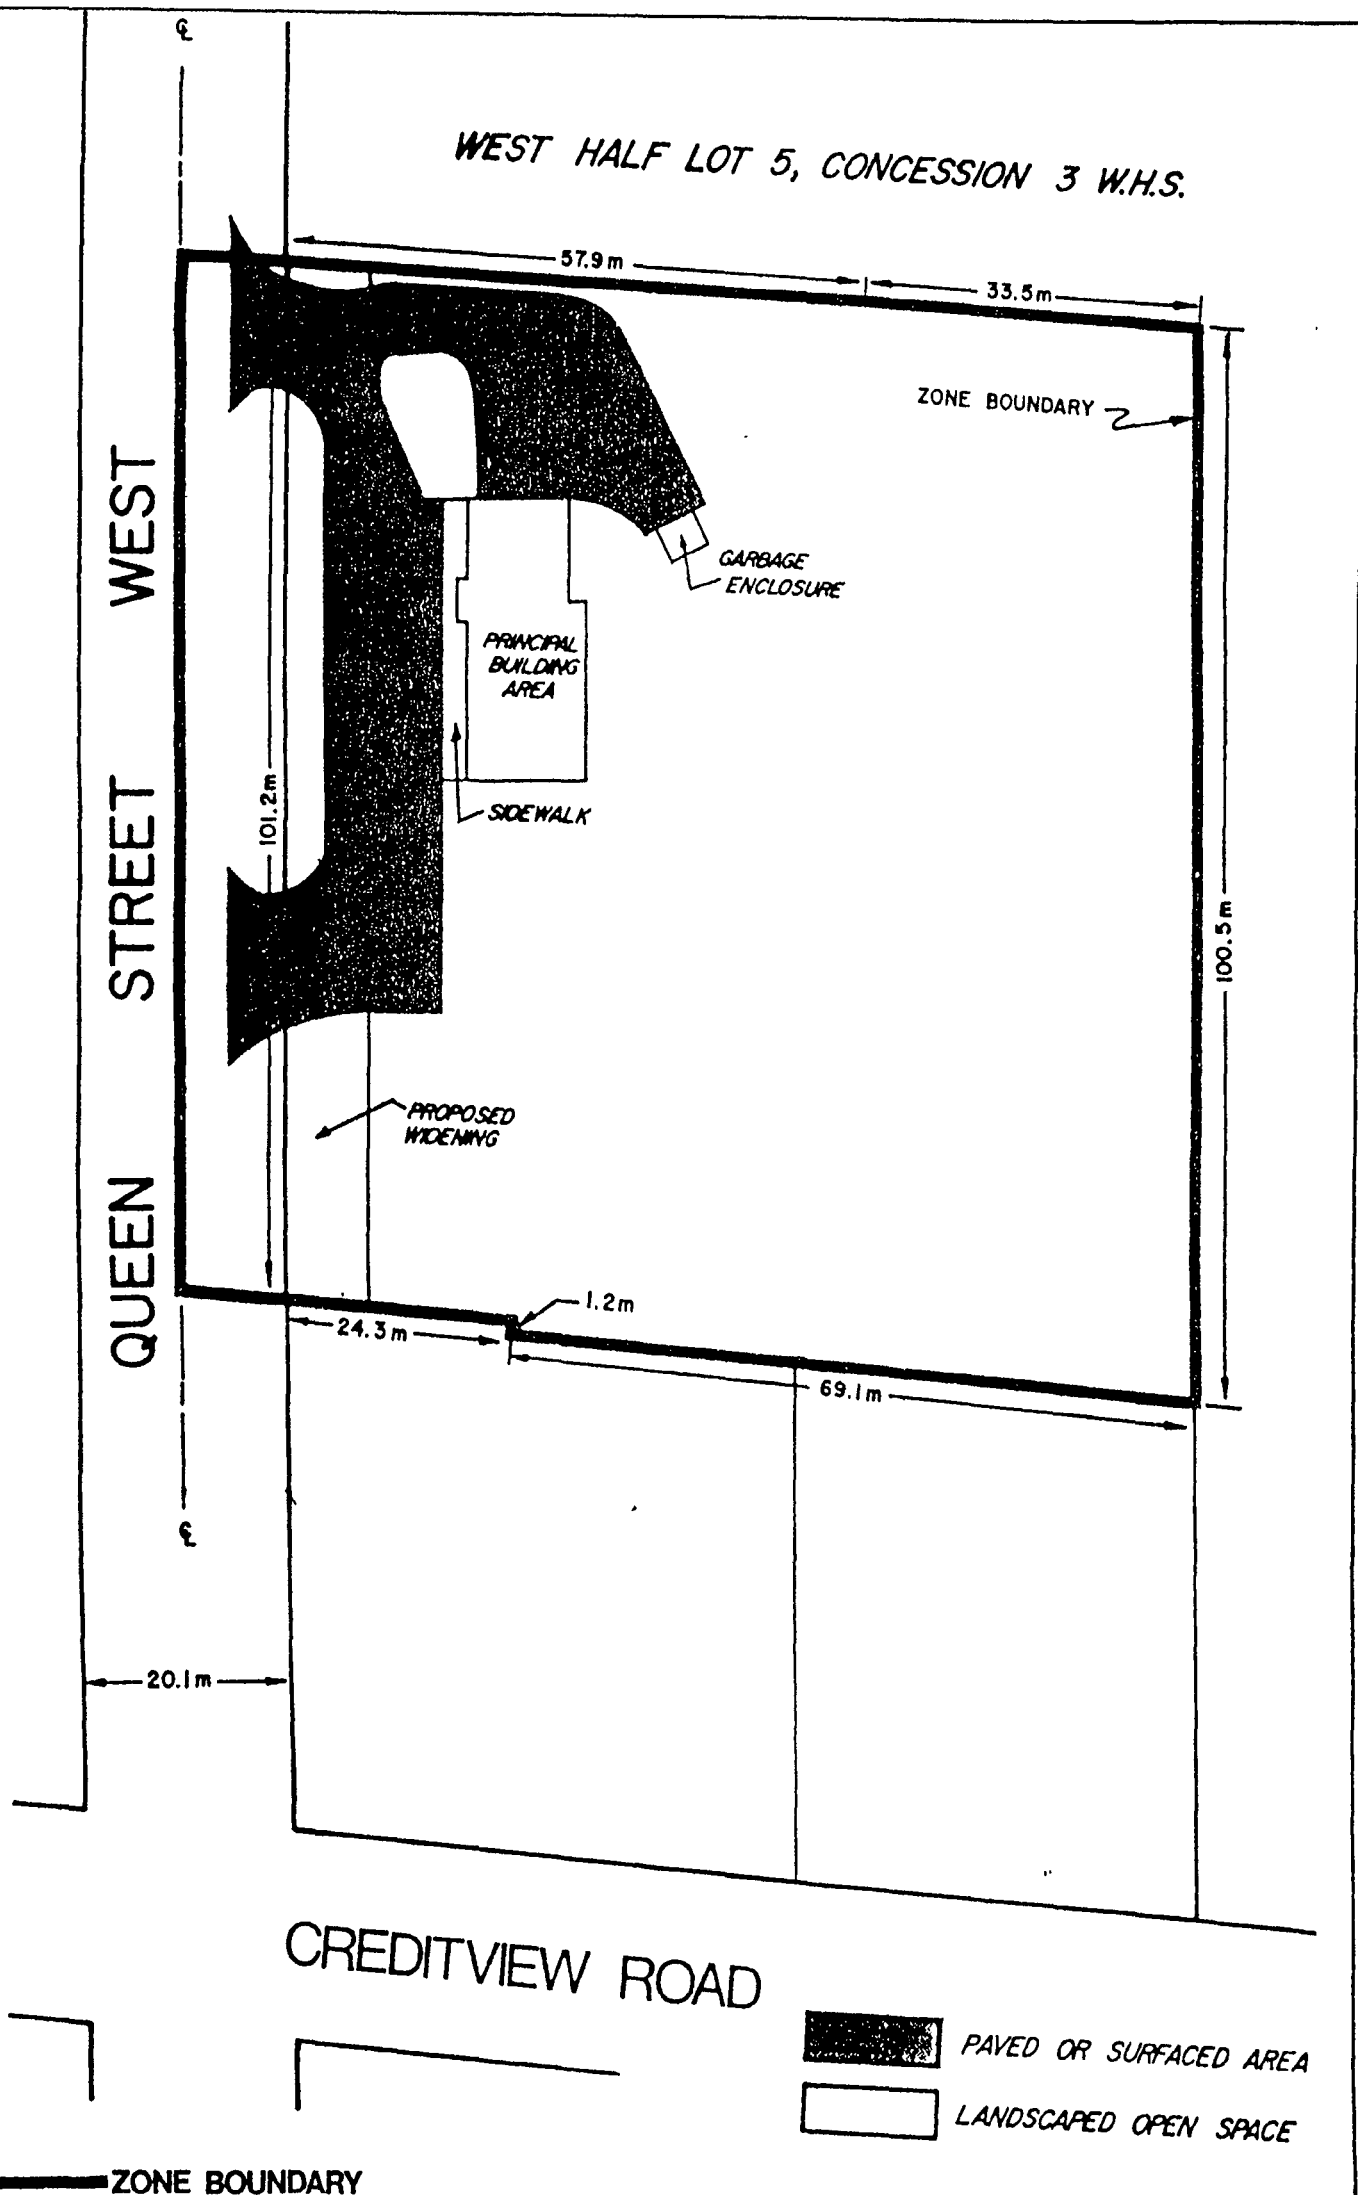 ℄
WEST HALF LOT 5, CONCESSION 3 W.H.S.
57.9m
33.5m
ZONE BOUNDARY
QUEEN STREET WEST
GARBAGE
ENCLOSURE
PRINCIPAL
BUILDING
AREA
101.2m
SIDEWALK
100.5m
PROPOSED
WIDENING
1.2m
24.3m
69.1m
℄
20.1m
CREDITVIEW ROAD
PAVED OR SURFACED AREA
LANDSCAPED OPEN SPACE
ZONE BOUNDARY